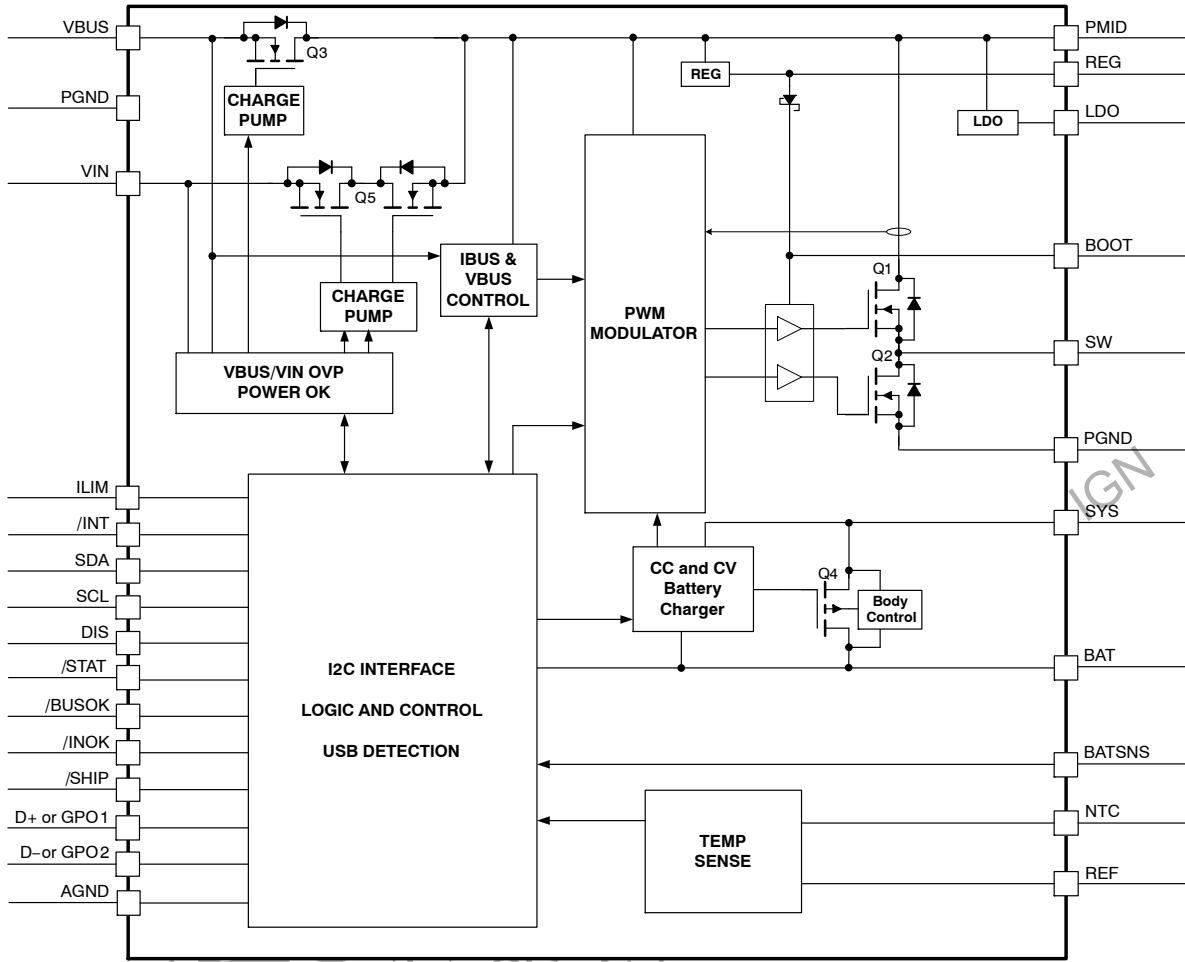 VBUS
PGND
VIN
ILIM
/INT
SDA
SCL
DIS
/STAT
/BUSOK
/INOK
/SHIP
D+ or GPO1
D−or GPO2
AGND
Q3
CHARGE
PUMP
Q5
CHARGE
PUMP
VBUS/VIN OVP
POWER OK
IBUS &
VBUS
CONTROL
PWM
MODULATOR
REG
LDO
Q1
Q2
I2C INTERFACE
LOGIC AND CONTROL
USB DETECTION
CC and CV
Battery
Charger
Q4
Body
Control
TEMP
SENSE
PMID
REG
LDO
BOOT
SW
PGND
IGN
SYS
BAT
BATSNS
NTC
REF